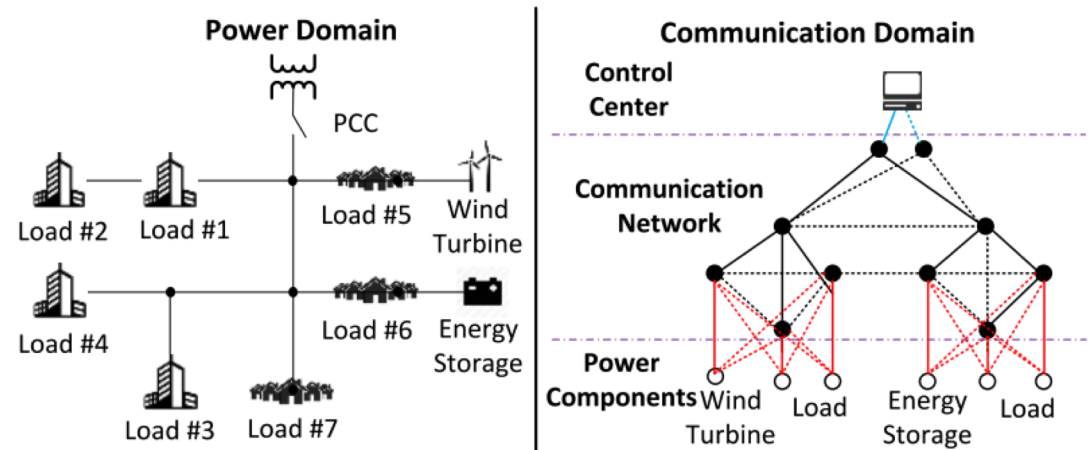 Power Domain
PCC
Load #2
Load #1
Load #5
Wind
Turbine
Load #4
Load #6
Energy
Storage
Load #3
Load #7
Communication Domain
Control
Center
Communication
Network
Power
Components
Wind
Turbine
Load
Energy
Storage
Load